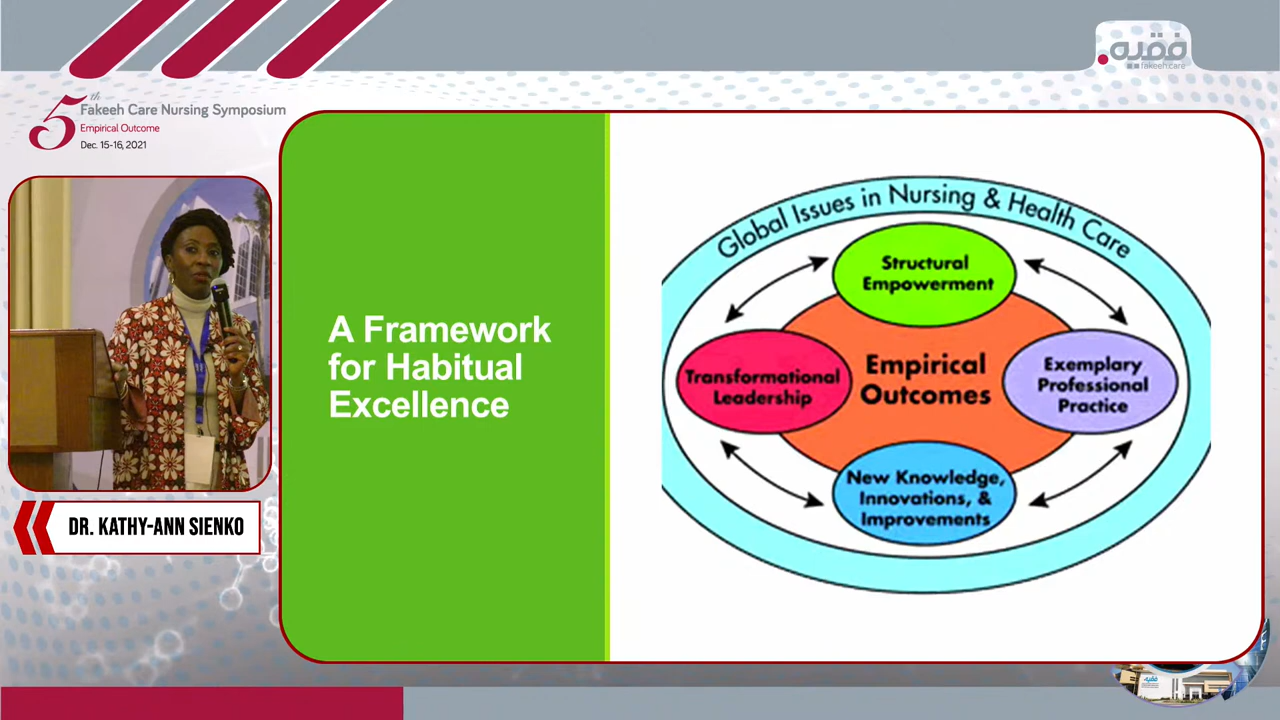 فقيه
fakeeh.care
5th
Fakeeh Care Nursing Symposium
Empirical Outcome
Dec. 15-16, 2021
DR. KATHY-ANN SIENKO
A Framework
for Habitual
Excellence
Global Issues in Nursing & Health Care
Structural
Empowerment
Transformational
Leadership
Empirical
Outcomes
Exemplary
Professional
Practice
New Knowledge,
Innovations, &
Improvements
فقيه